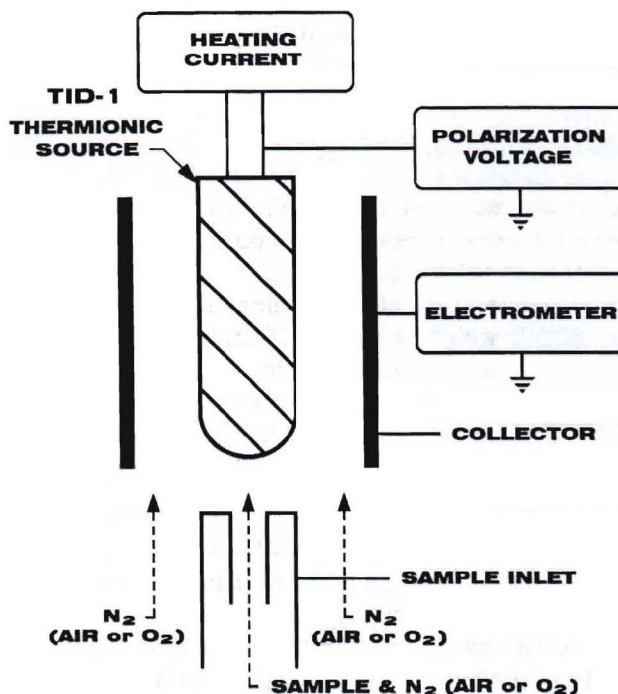 HEATING
CURRENT
TID-1
THERMIONIC
SOURCE
POLARIZATION
VOLTAGE
ELECTROMETER
COLLECTOR
SAMPLE INLET
N₂
(AIR or O₂)
N₂
(AIR or O₂)
SAMPLE & N₂ (AIR or O₂)